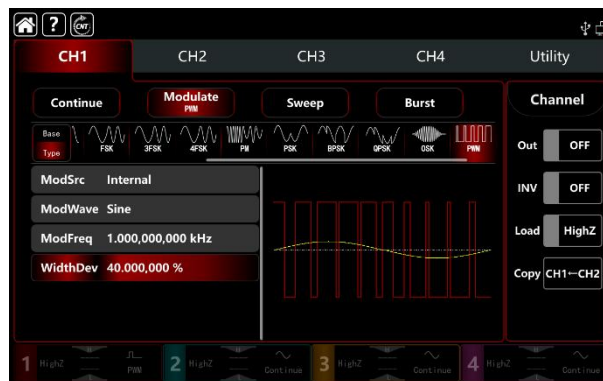 ? CNT
CH1 CH2 CH3 CH4 Utility
Continue Modulate Sweep Burst Channel
PWM
Base Type FSK 3FSK 4FSK PM PSK BPSK QPSK OSK PWM
Out OFF
ModSrc Internal
INV OFF
ModWave Sine
ModFreq 1.000,000,000 kHz
Load HighZ
WidthDev 40.000,000 %
Copy CH1←CH2
1 HighZ PWM 2 HighZ Continue 3 HighZ Continue 4 HighZ Continue